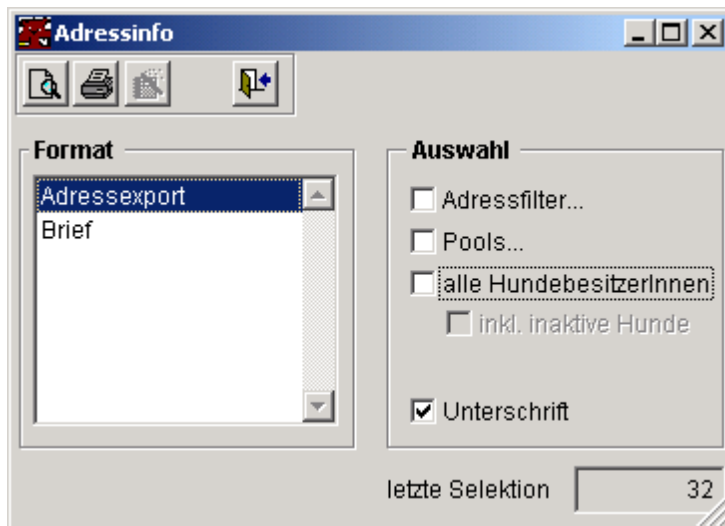 Adressinfo
Format
Adressexport
Brief
Auswahl
Adressfilter...
Pools...
alle HundebesitzerInnen
inkl. inaktive Hunde
Unterschrift
letzte Selektion 32